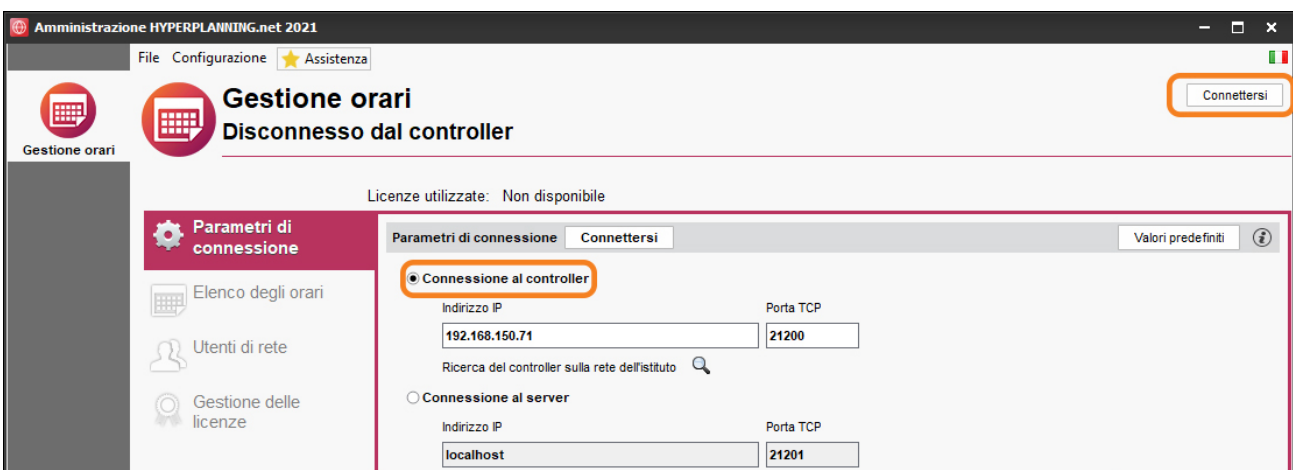 Amministrazione HYPERPLANNING.net 2021
File Configurazione Assistenza
Gestione orari
Gestione orari
Disconnesso dal controller
Connettersi
Licenze utilizzate: Non disponibile
Parametri di connessione
Elenco degli orari
Utenti di rete
Gestione delle licenze
Parametri di connessione Connettersi Valori predefiniti
Connessione al controller
Indirizzo IP Porta TCP
192.168.150.71 21200
Ricerca del controller sulla rete dell'istituto
Connessione al server
Indirizzo IP Porta TCP
localhost 21201